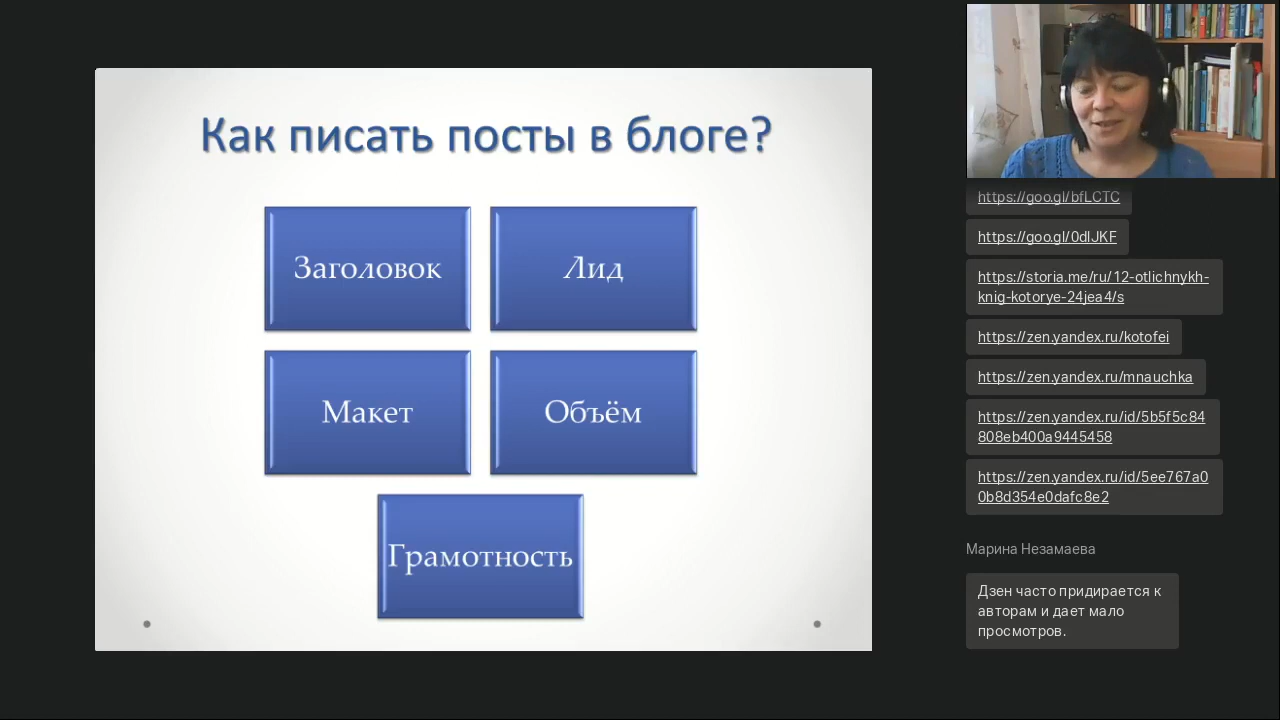 Как писать посты в блоге?
Заголовок
Лид
Макет
Объём
Грамотность
https://goo.gl/bfLCTC
https://goo.gl/0dlJKF
https://storia.me/ru/12-otlichnykh-
knig-kotorye-24jea4/s
https://zen.yandex.ru/kotofei
https://zen.yandex.ru/mnauchka
https://zen.yandex.ru/id/5b5f5c84
808eb400a9445458
https://zen.yandex.ru/id/5ee767a0
0b8d354e0dafc8e2
Марина Незамаева
Дзен часто придирается к
авторам и дает мало
просмотров.